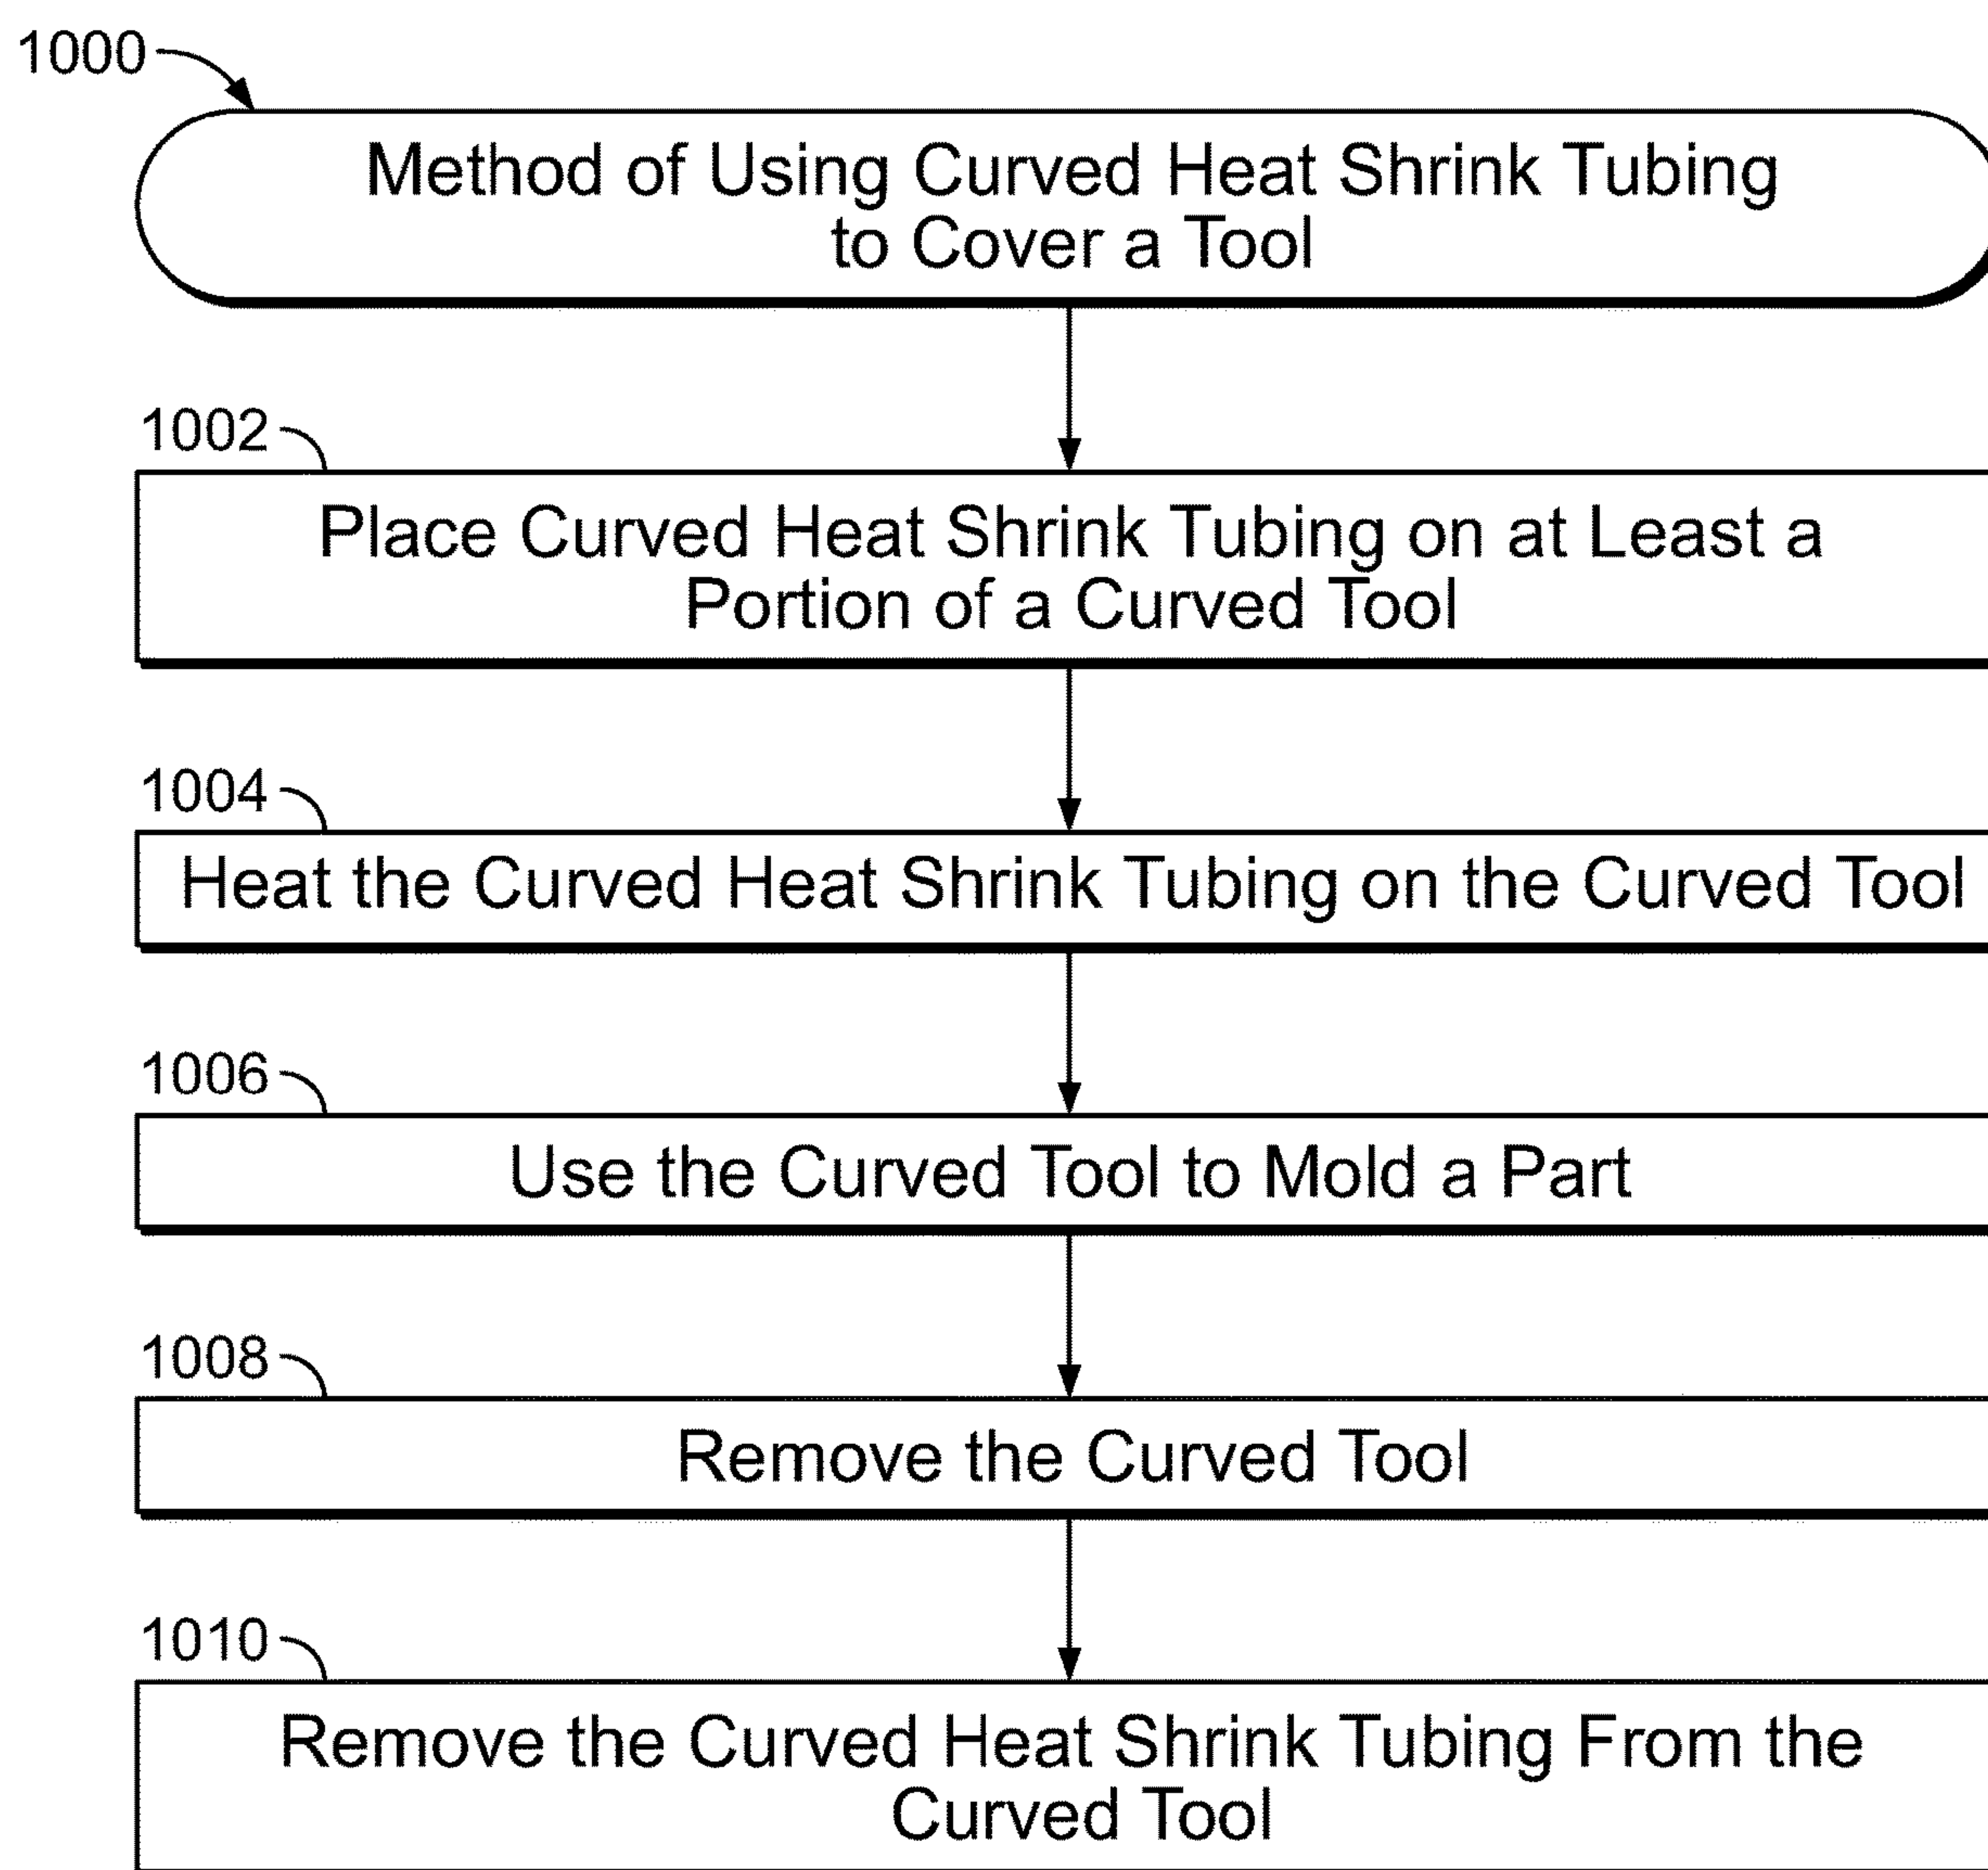 1000
Method of Using Curved Heat Shrink Tubing
to Cover a Tool
1002
Place Curved Heat Shrink Tubing on at Least a
Portion of a Curved Tool
1004
Heat the Curved Heat Shrink Tubing on the Curved Tool
1006
Use the Curved Tool to Mold a Part
1008
Remove the Curved Tool
1010
Remove the Curved Heat Shrink Tubing From the
Curved Tool